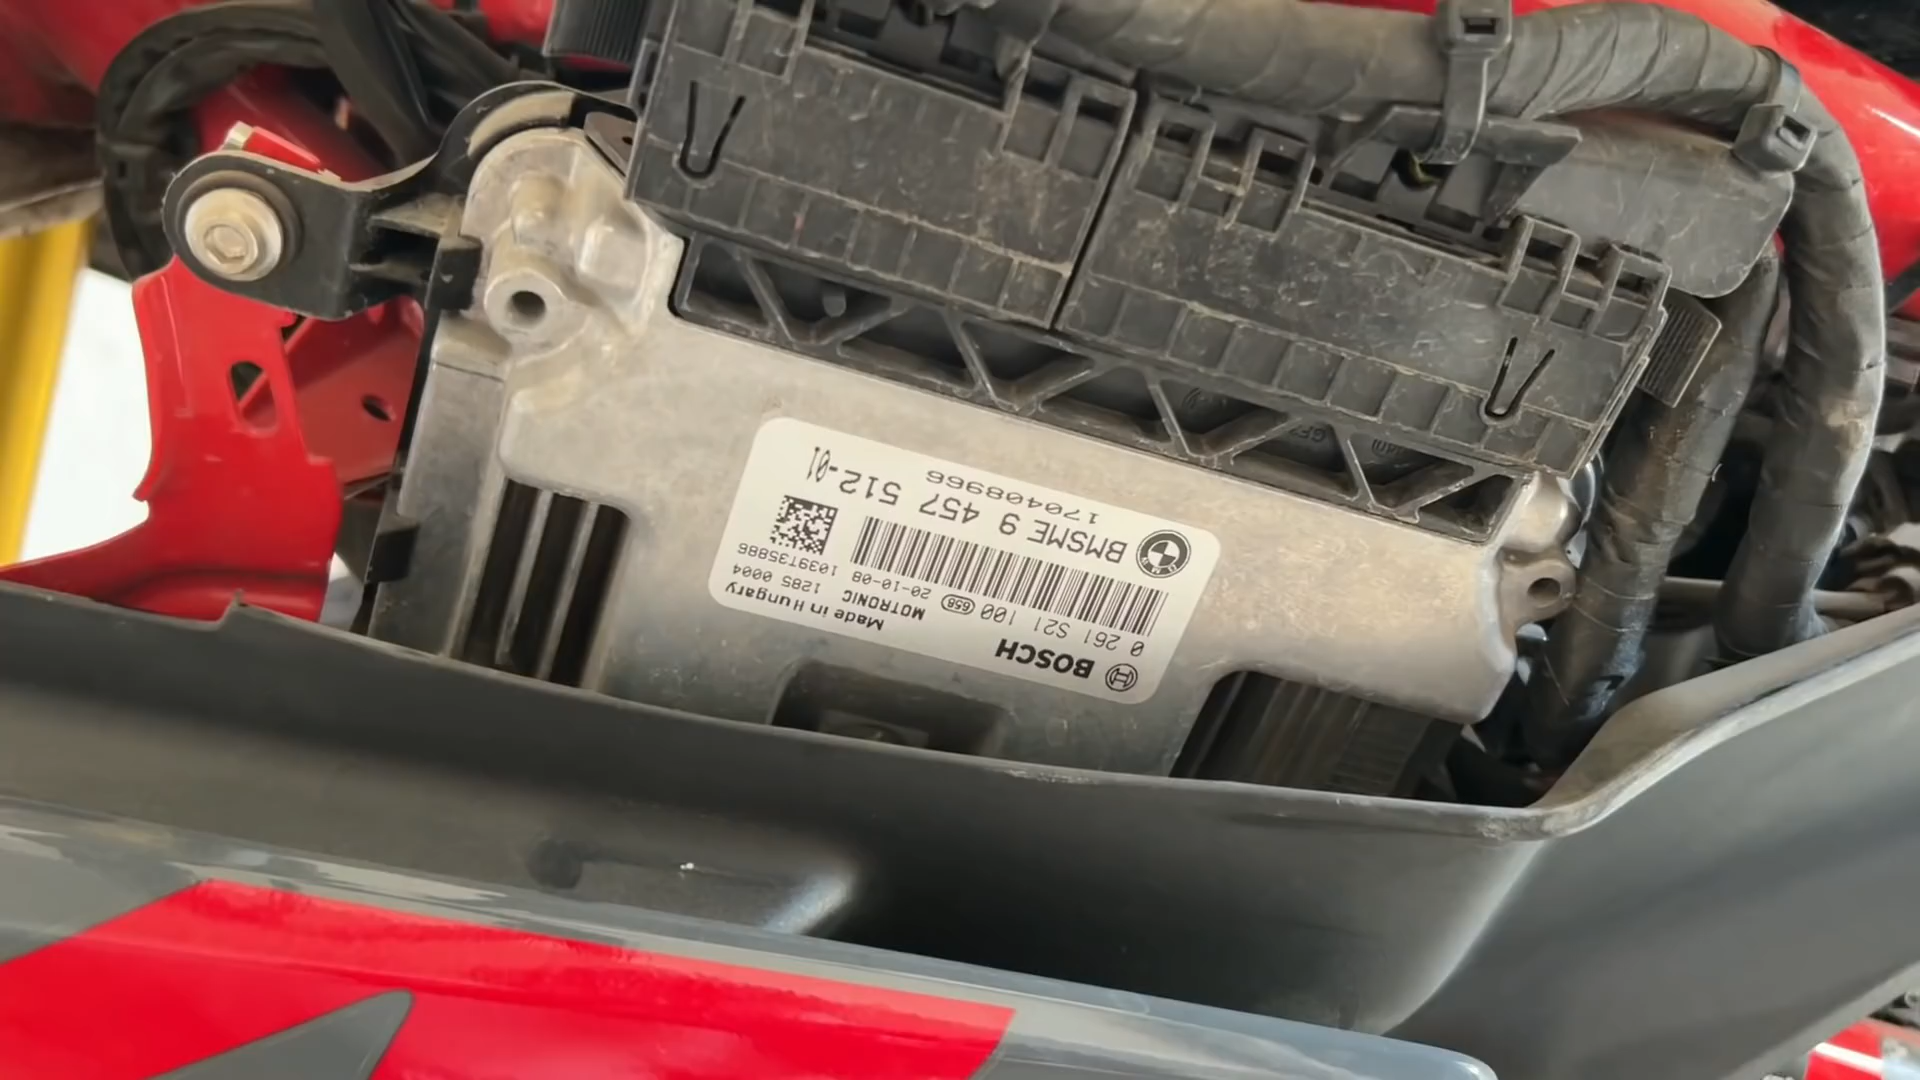 BOSCH
0 261 S21 100 658 MOTRONIC
Made in Hungary
20-10-08 1285 0004
1039T35886
BMSME 9 457 512-01
170408966